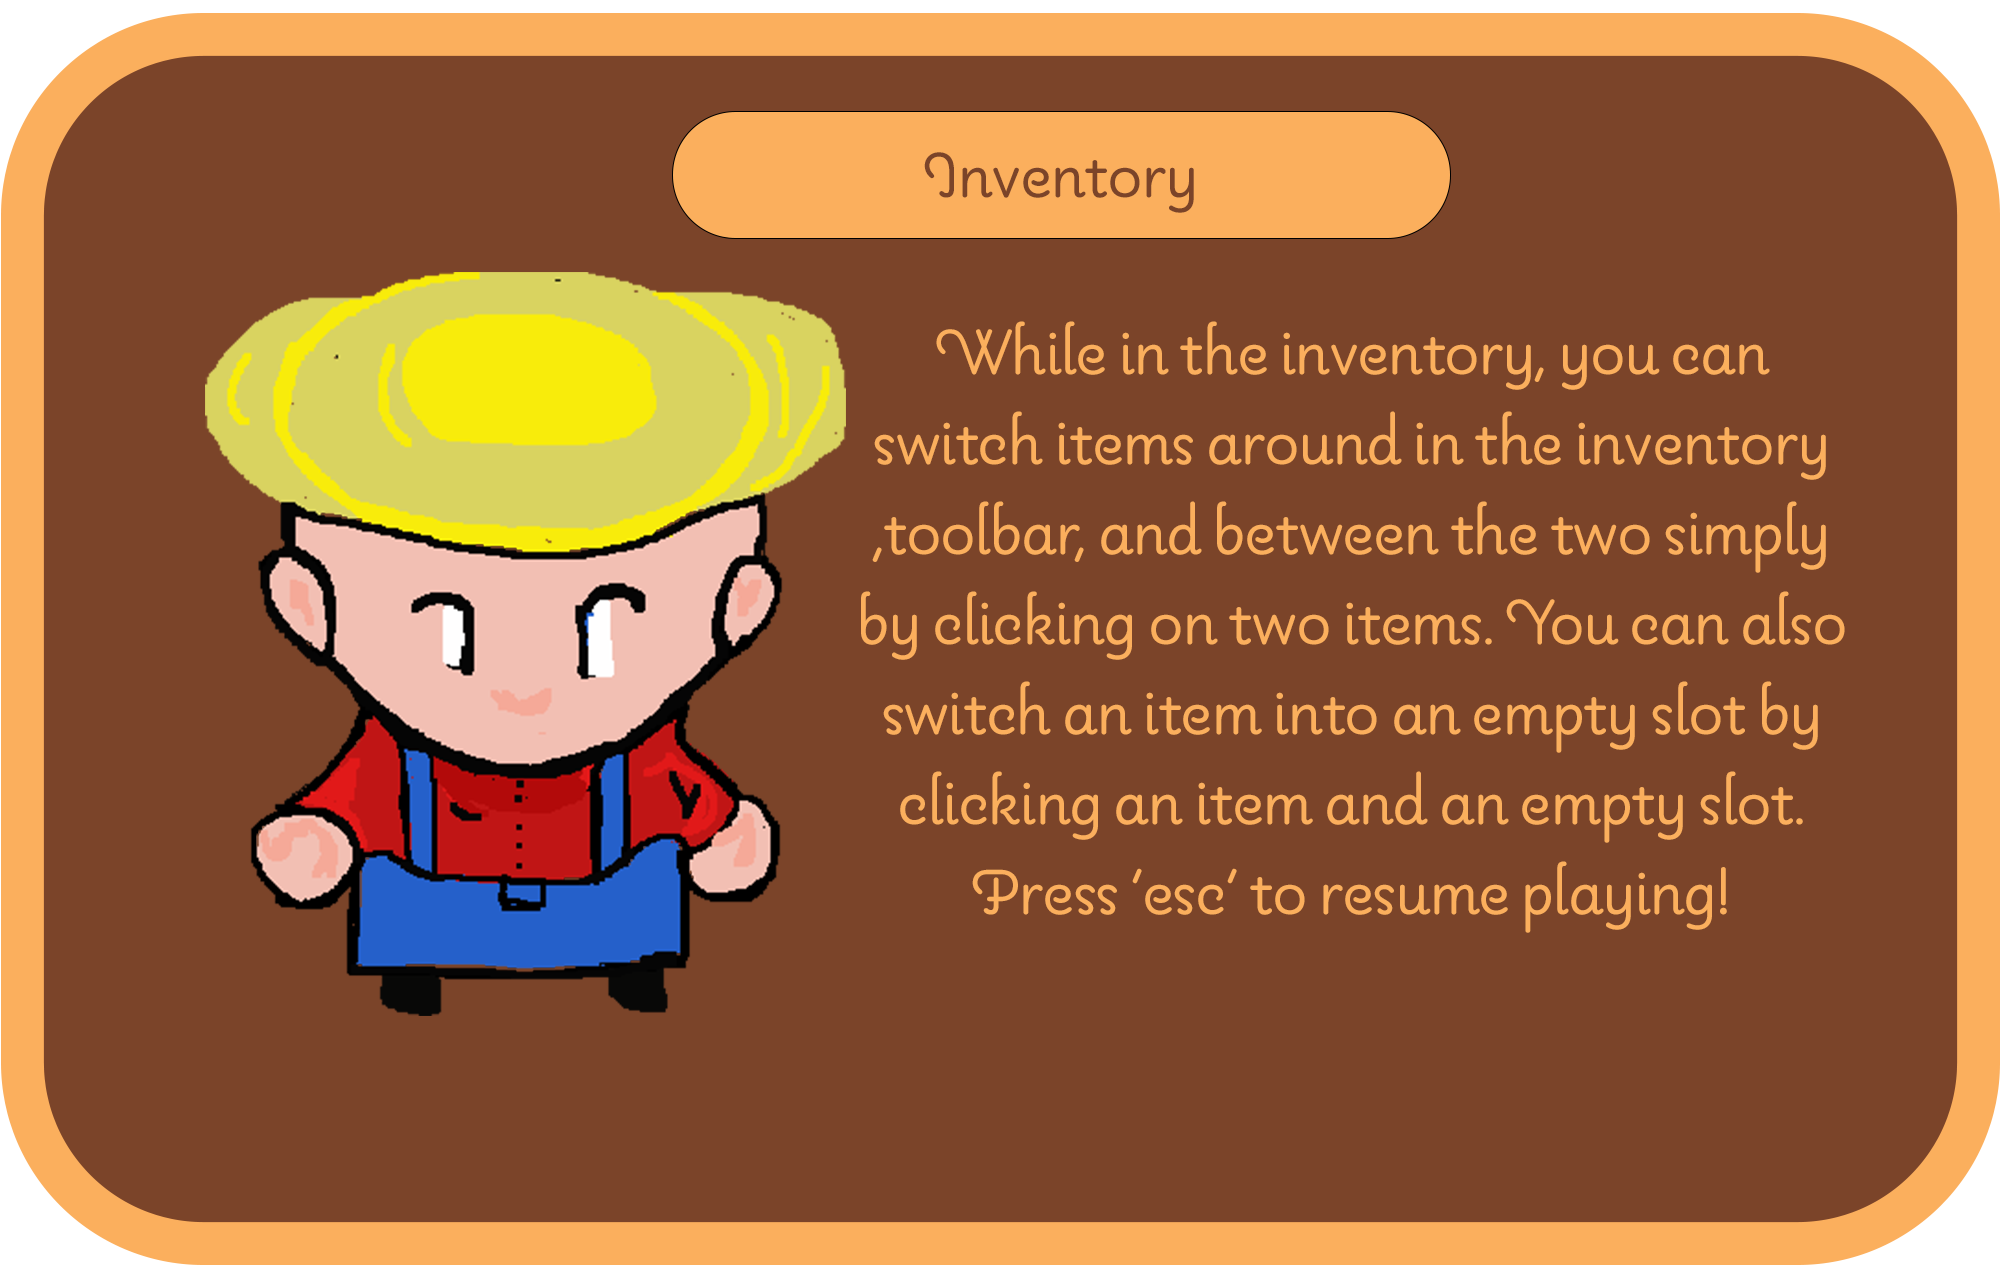 Inventory
While in the inventory, you can
switch items around in the inventory
,toolbar, and between the two simply
by clicking on two items. You can also
switch an item into an empty slot by
clicking an item and an empty slot.
Press 'esc' to resume playing!